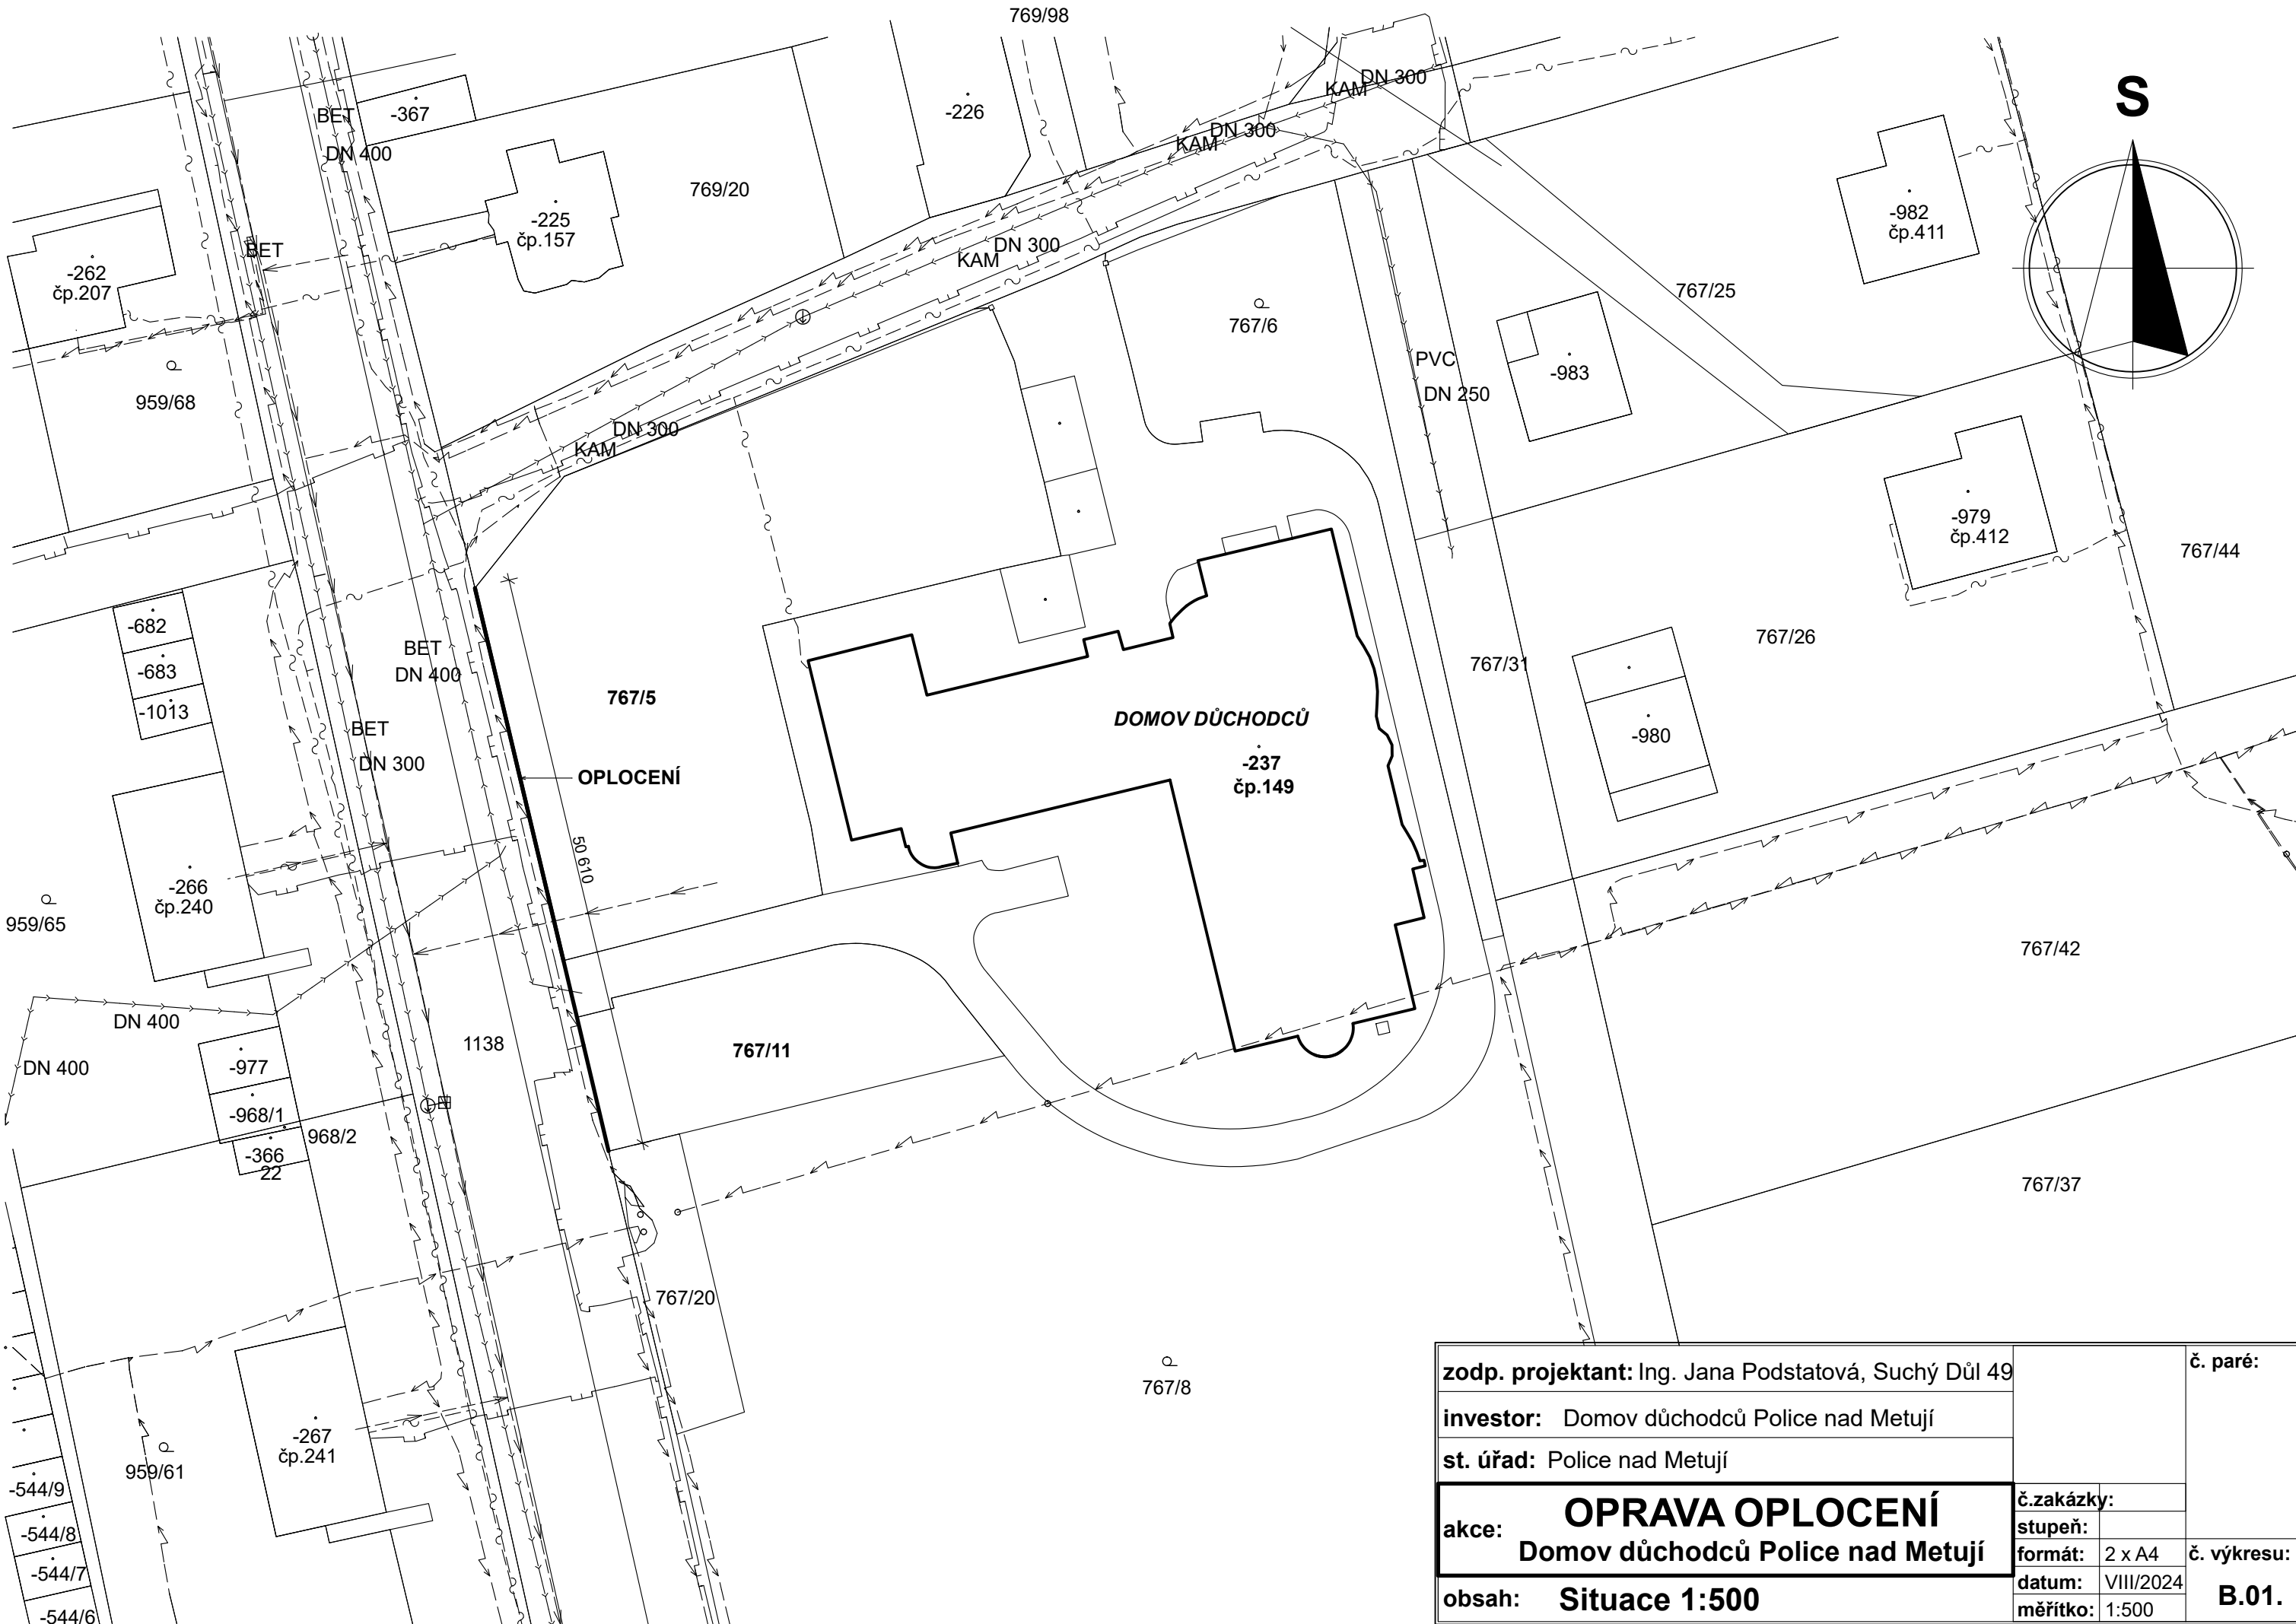 769/98
DN 300
KAM
-367
BET
-226
DN 300
KAM
DN 400
S
769/20
-225
čp.157
-982
čp.411
BET
DN 300
KAM
-262
čp.207
767/25
767/6
PVC
-983
DN 250
959/68
DN 300
KAM
-979
čp.412
767/44
-682
767/26
BET
767/31
-683
DN 400
767/5
-1013
DOMOV DŮCHODCŮ
BET
-980
DN 300
-237
OPLOCENÍ
čp.149
50 610
-266
čp.240
959/65
767/42
DN 400
1138
767/11
-977
DN 400
-968/1
968/2
-366
22
767/37
767/20
767/8
-267
čp.241
959/61
-544/9
-544/8
-544/7
-544/6
zodp. projektant: Ing. Jana Podstatová, Suchý Důl 49
č. paré:
investor: Domov důchodců Police nad Metují
st. úřad: Police nad Metují
akce: OPRAVA OPLOCENÍ
Domov důchodců Police nad Metují
č.zakázky:
stupeň:
formát: 2 x A4
č. výkresu:
datum: VIII/2024
B.01.
obsah: Situace 1:500
měřítko: 1:500